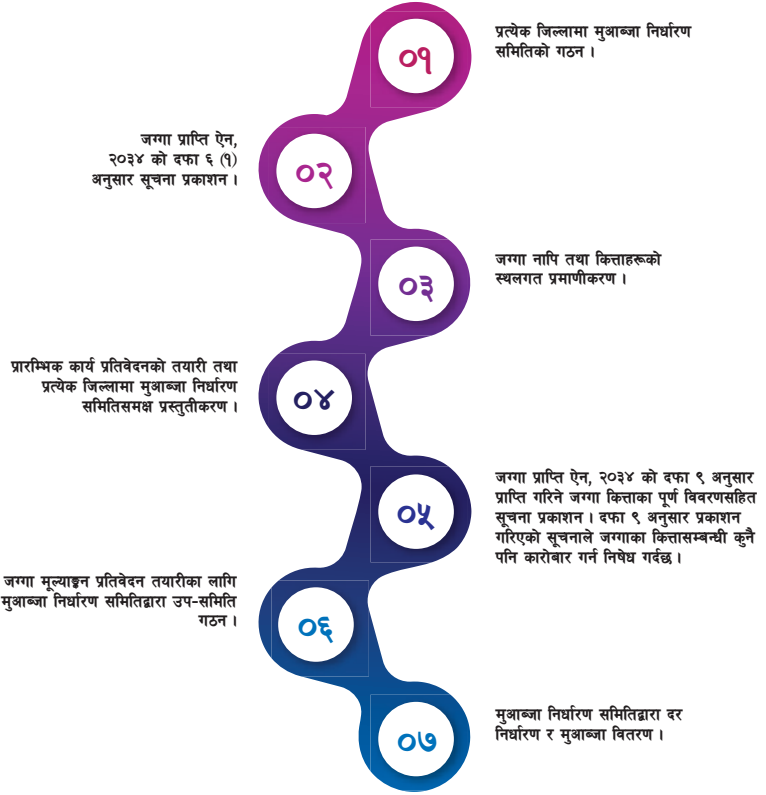 ०१
प्रत्येक जिल्लामा मुआब्जा निर्धारण
समितिको गठन ।
जग्गा प्राप्ति ऐन,
२०३४ को दफा ६ (१)
अनुसार सूचना प्रकाशन ।
०२
०३
जग्गा नापि तथा कित्ताहरूको
स्थलगत प्रमाणीकरण ।
प्रारम्भिक कार्य प्रतिवेदनको तयारी तथा
प्रत्येक जिल्लामा मुआब्जा निर्धारण
समितिसमक्ष प्रस्तुतीकरण ।
०४
०५
जग्गा प्राप्ति ऐन, २०३४ को दफा ९ अनुसार
प्राप्ति गरिने जग्गा कित्ताका पूर्ण विवरणसहित
सूचना प्रकाशन । दफा ९ अनुसार प्रकाशन
गरिएको सूचनाले जग्गाका कित्तासम्बन्धी कुनै
पनि कारोबार गर्न निषेध गर्दछ ।
जग्गा मूल्याङ्कन प्रतिवेदन तयारीका लागि
मुआब्जा निर्धारण समितिद्वारा उप-समिति
गठन ।
०६
०७
मुआब्जा निर्धारण समितिद्वारा दर
निर्धारण र मुआब्जा वितरण ।